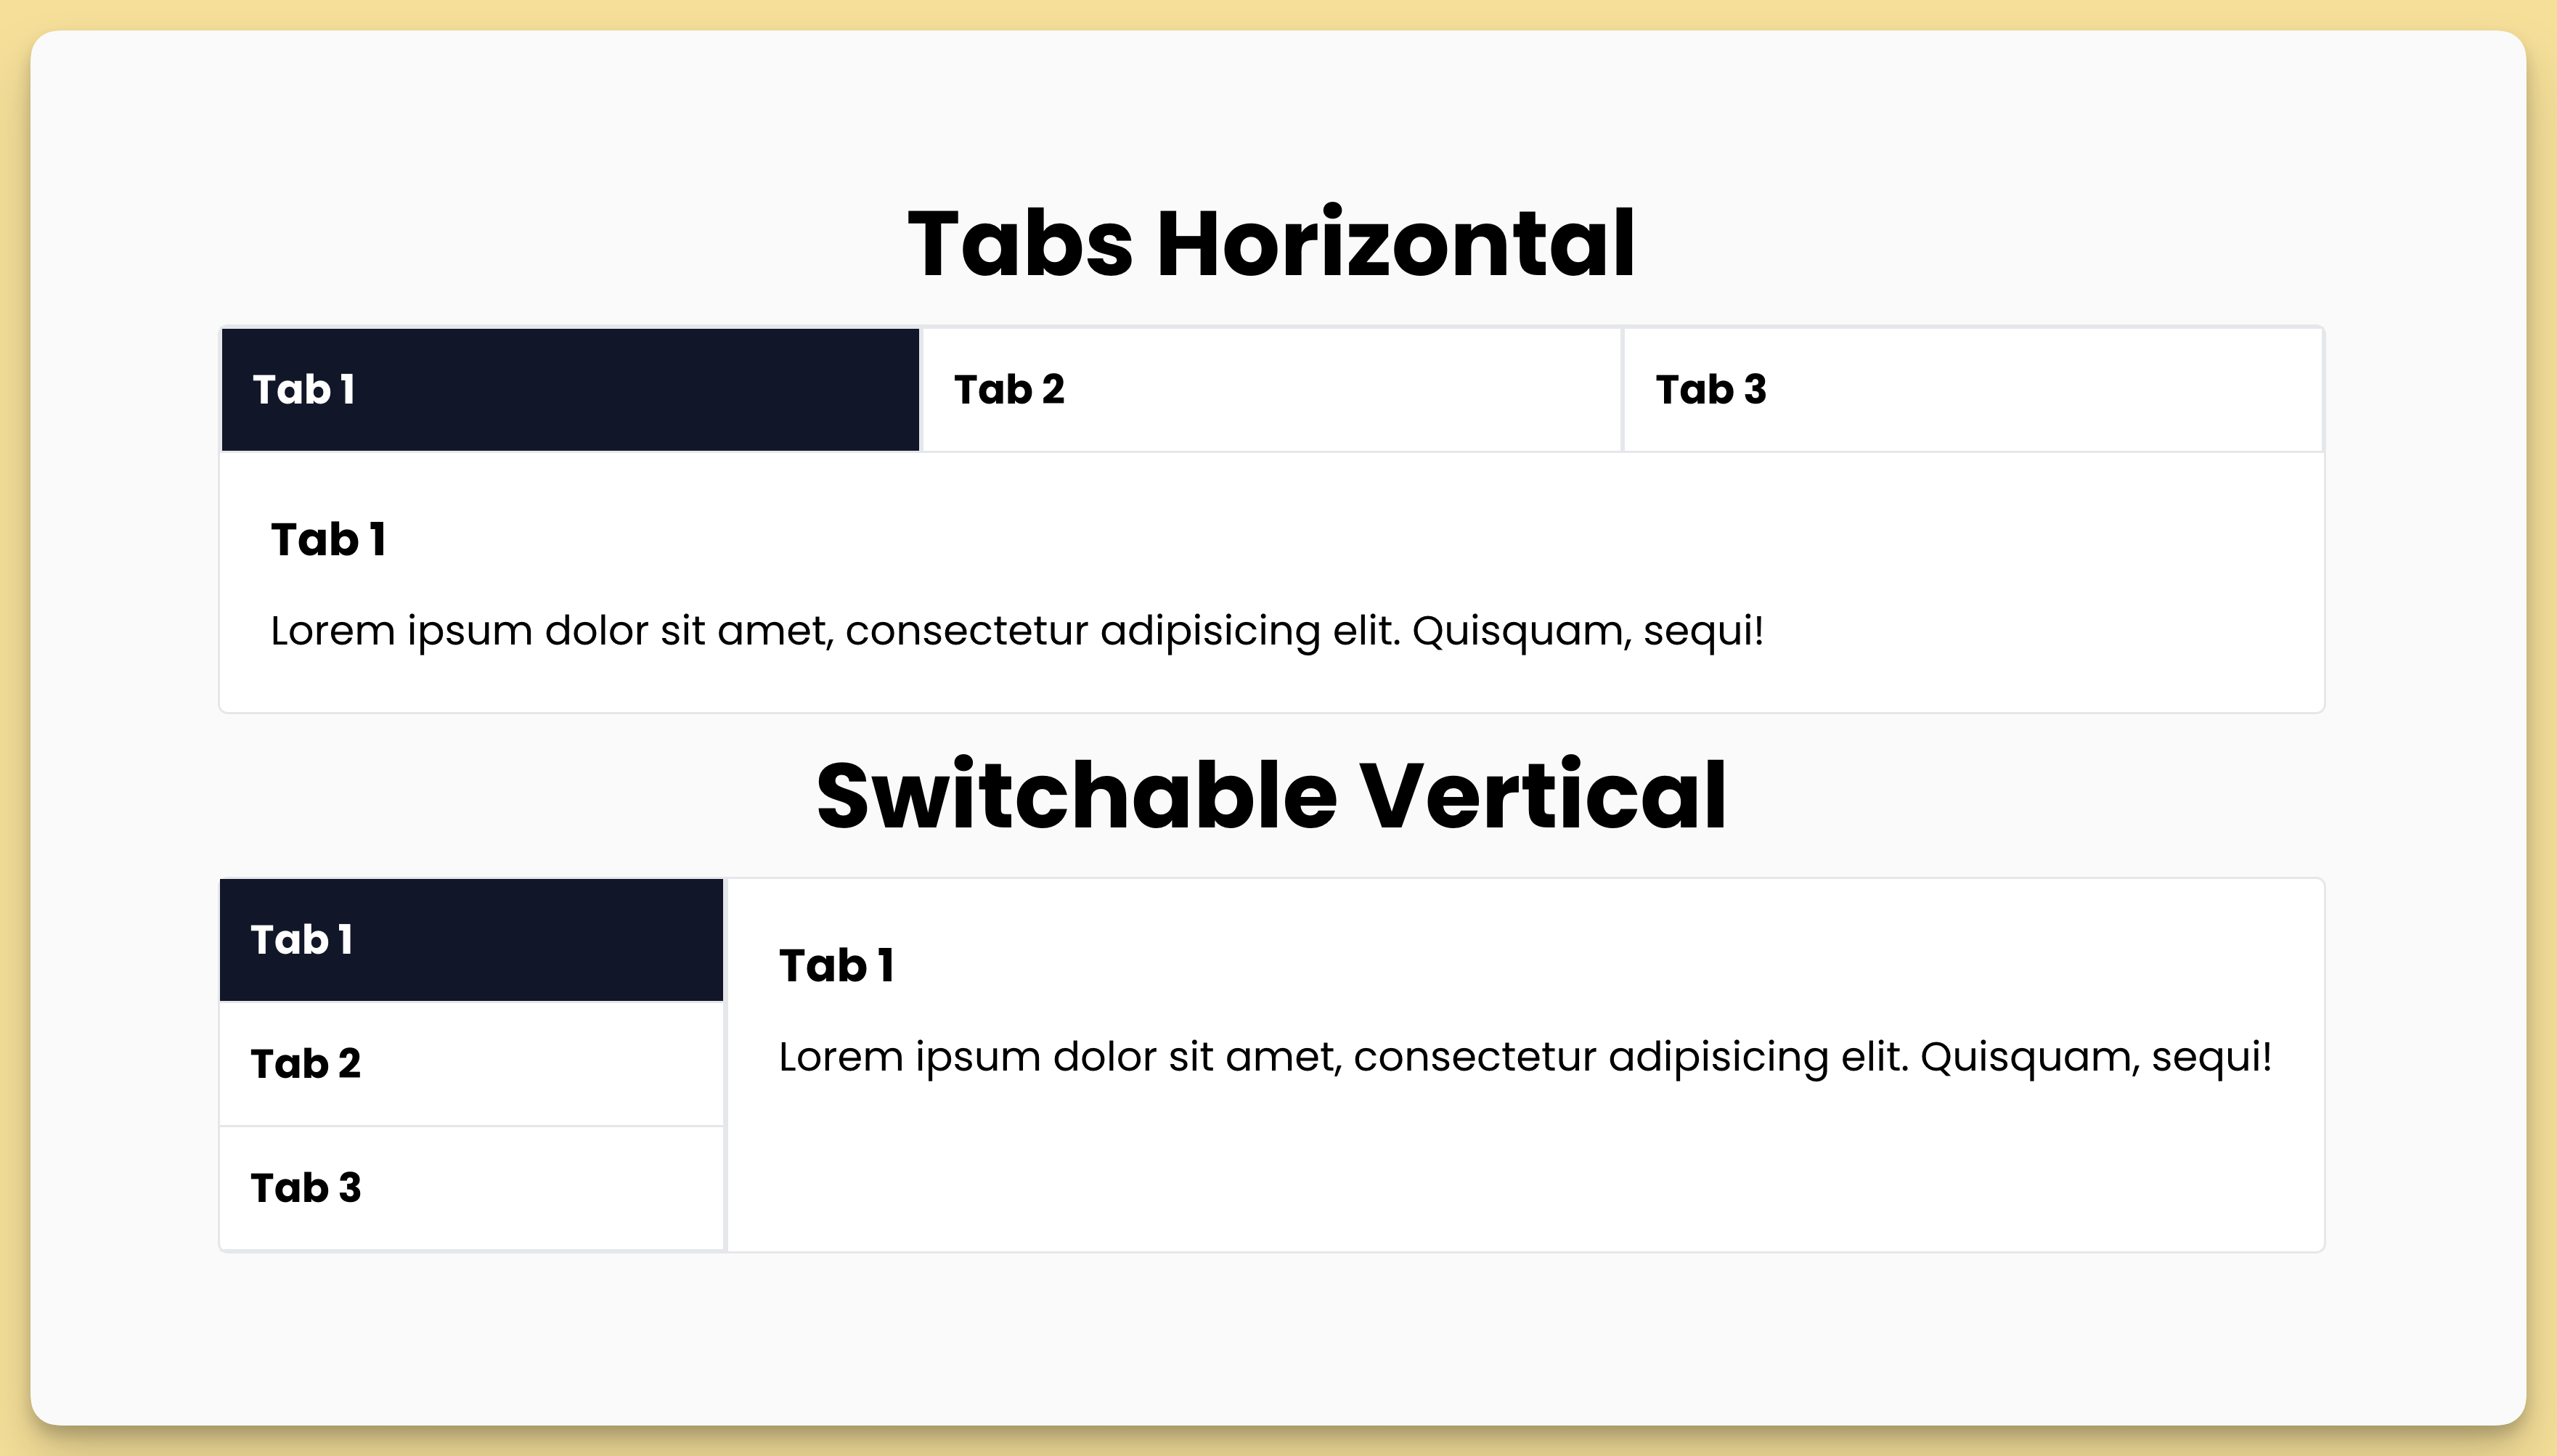 Tabs Horizontal
Tab 1
Tab 2
Tab 3
Tab 1
Lorem ipsum dolor sit amet, consectetur adipisicing elit. Quisquam, sequi!
Switchable Vertical
Tab 1
Tab 2
Tab 3
Tab 1
Lorem ipsum dolor sit amet, consectetur adipisicing elit. Quisquam, sequi!